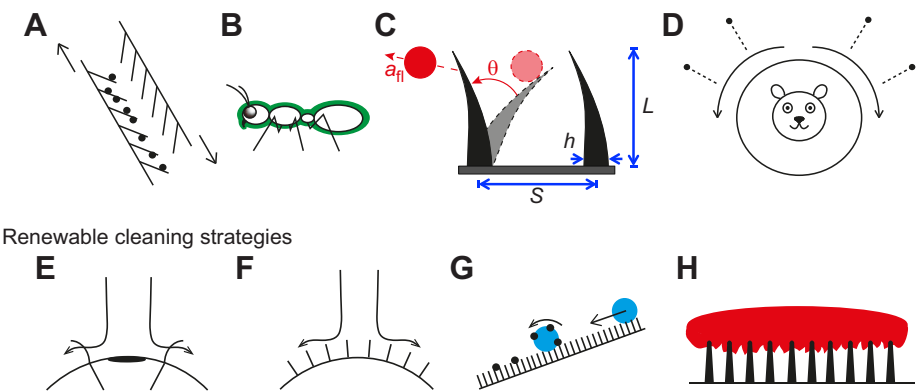 A
B
C
D
a_fl
θ
L
h
S
Renewable cleaning strategies
E
F
G
H